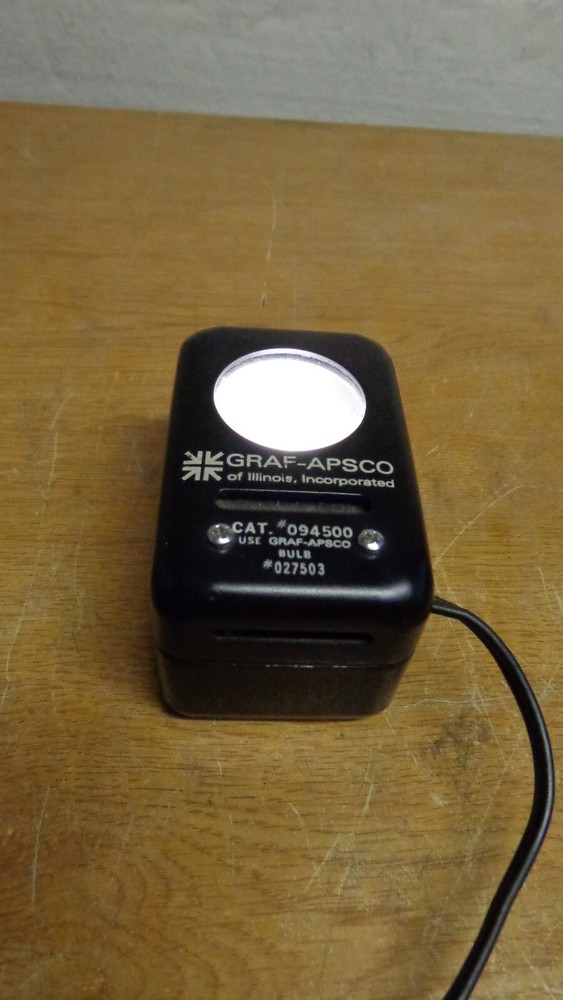 GRAF-APSCO
of Illinois, Incorporated
CAT. #094500
USE GRAF-APSCO
BULB
#027503